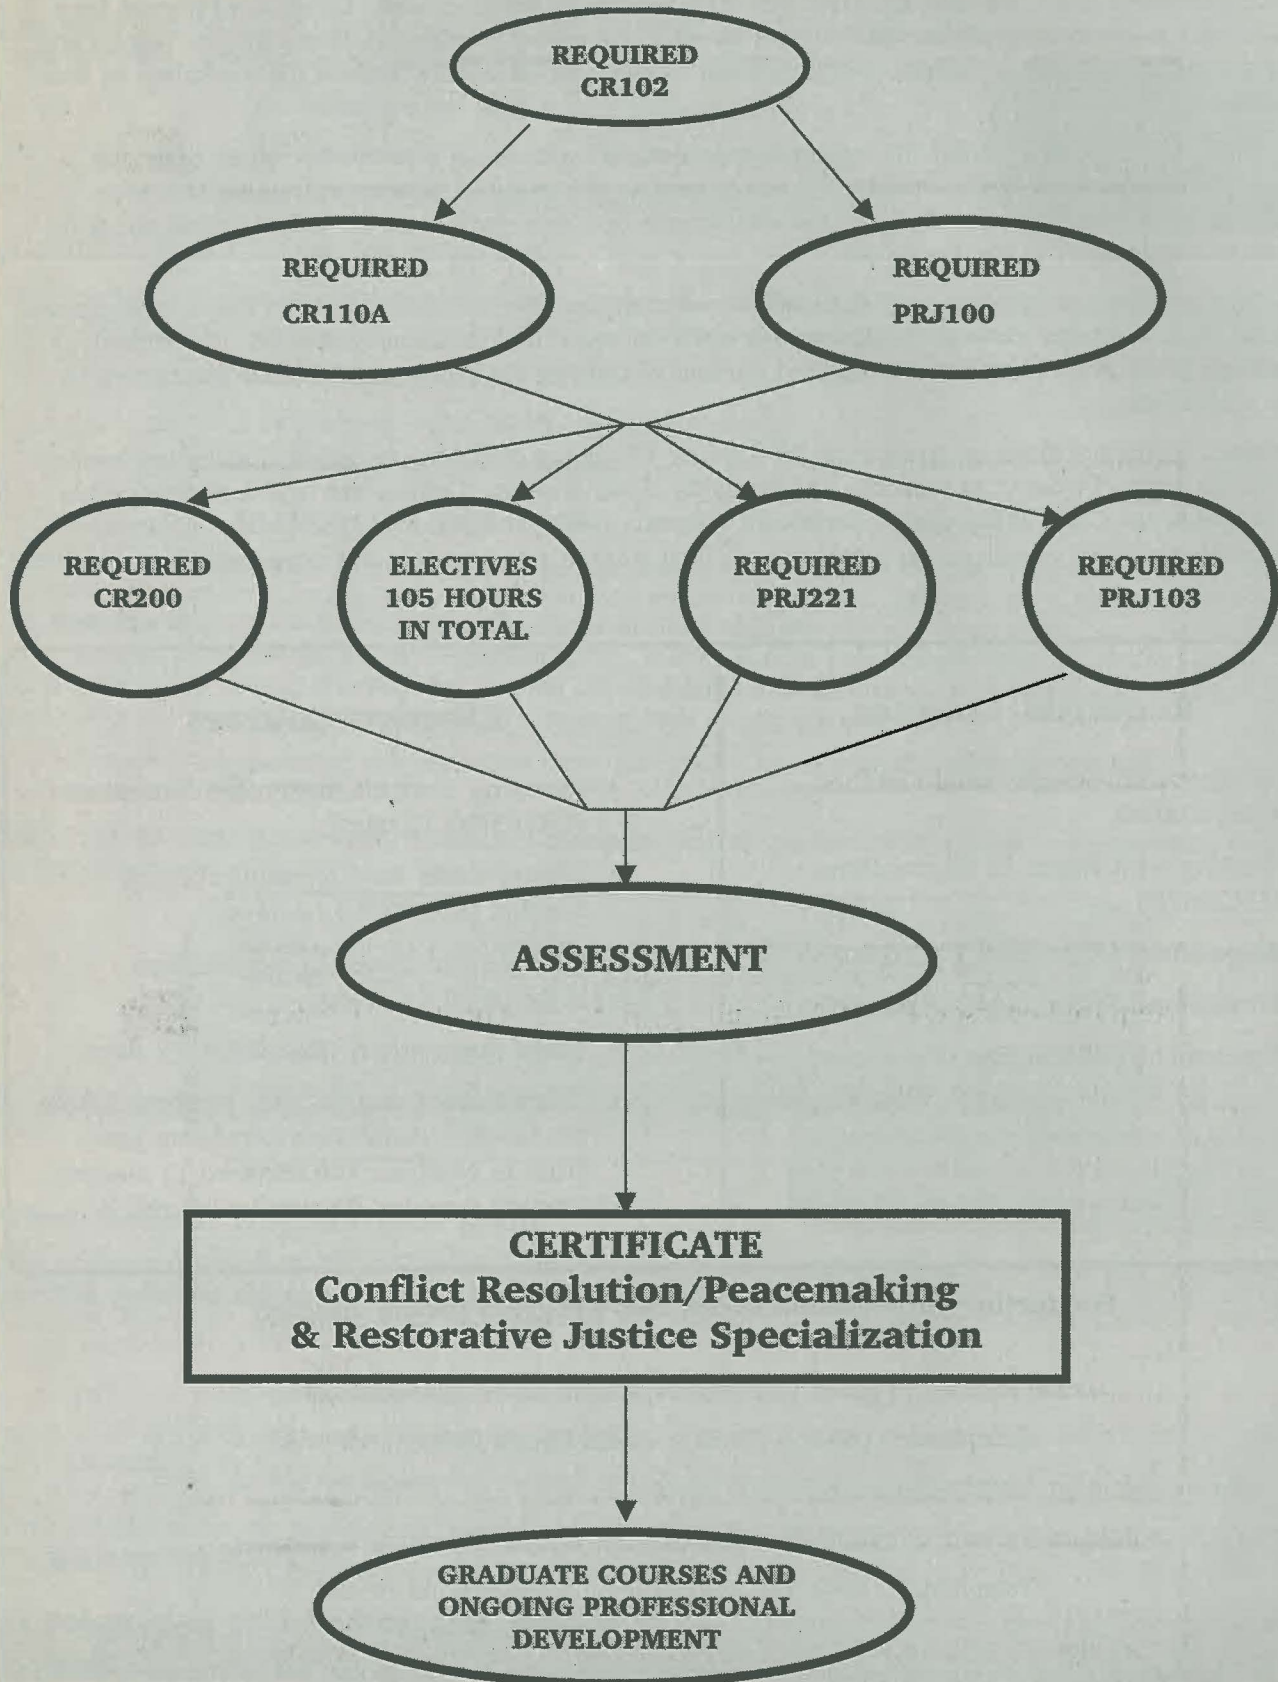 REQUIRED
CR102
REQUIRED
CR110A
REQUIRED
PRJ100
REQUIRED
CR200
ELECTIVES
105 HOURS
IN TOTAL
REQUIRED
PRJ221
REQUIRED
PRJ103
ASSESSMENT
CERTIFICATE
Conflict Resolution/Peacemaking
& Restorative Justice Specialization
GRADUATE COURSES AND
ONGOING PROFESSIONAL
DEVELOPMENT